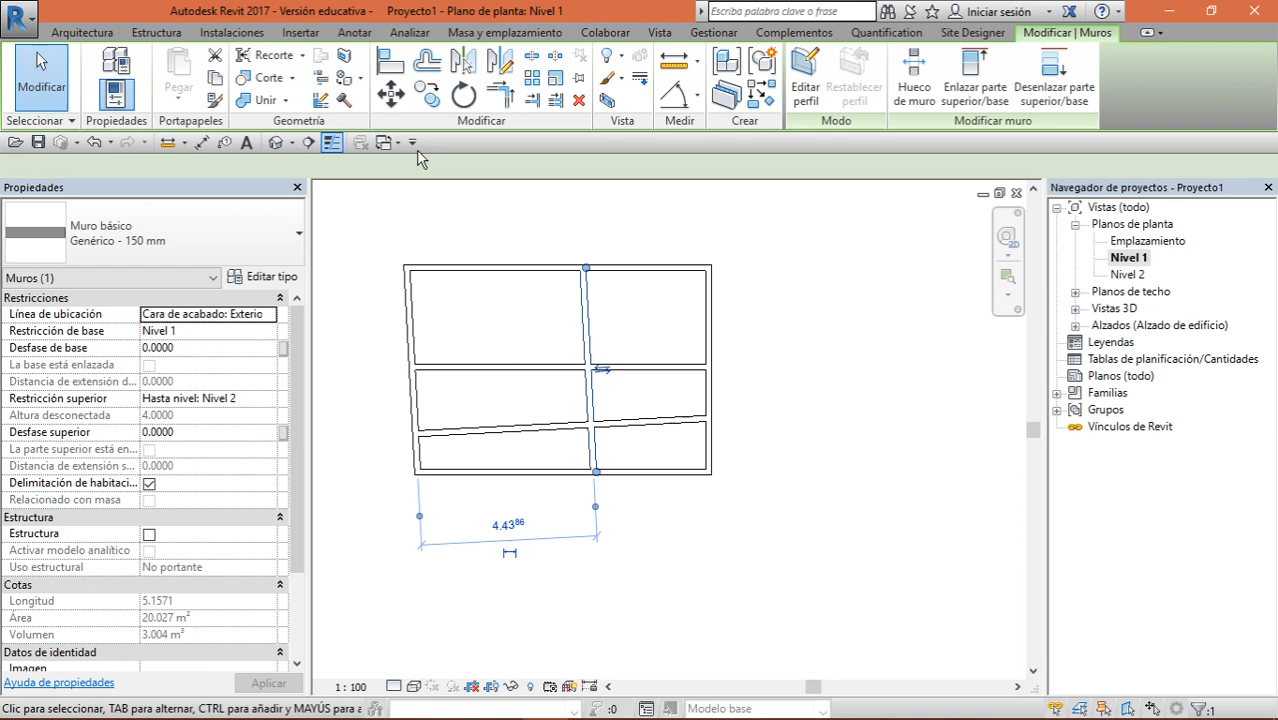 Autodesk Revit 2017 - Versión educativa - Proyecto1 - Plano de planta: Nivel 1
Escriba palabra clave o frase
Iniciar sesión
Arquitectura Estructura Instalaciones Insertar Anotar Analizar Masa y emplazamiento Colaborar Vista Gestionar Complementos Quantification Site Designer Modificar | Muros
Modificar
Pegar
Recorte
Corte
Unir
Editar perfil
Restablecer perfil
Hueco de muro
Enlazar parte superior/base
Desenlazar parte superior/base
Seleccionar Propiedades Portapapeles Geometría Modificar Vista Medir Crear Modo Modificar muro
Propiedades
Muro básico
Genérico - 150 mm
Muros (1) Editar tipo
Restricciones
Línea de ubicación Cara de acabado: Exterio
Restricción de base Nivel 1
Desfase de base 0.0000
La base está enlazada
Distancia de extensión d...
0.0000
Restricción superior Hasta nivel: Nivel 2
Altura desconectada 4.0000
Desfase superior 0.0000
La parte superior está en...
Distancia de extensión s... 0.0000
Delimitación de habitaci...
Relacionado con masa
Estructura
Estructura
Activar modelo analítico
Uso estructural No portante
Cotas
Longitud 5.1571
Área 20.027 m²
Volumen 3.004 m³
Datos de identidad
Imagen
Ayuda de propiedades Aplicar
2D
4.43⁸⁶
1 : 100
Navegador de proyectos - Proyecto1
Vistas (todo)
Planos de planta
Emplazamiento
Nivel 1
Nivel 2
Planos de techo
Vistas 3D
Alzados (Alzado de edificio)
Leyendas
Tablas de planificación/Cantidades
Planos (todo)
Familias
Grupos
Vínculos de Revit
Clic para seleccionar, TAB para alternar, CTRL para añadir y MAYÚS para a
:0
Modelo base
:1